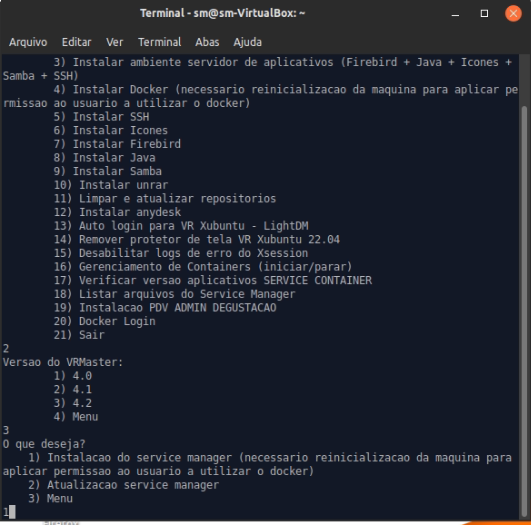 Terminal - sm@sm-VirtualBox: ~
Arquivo Editar Ver Terminal Abas Ajuda
3) Instalar ambiente servidor de aplicativos (Firebird + Java + Icones +
Samba + SSH)
4) Instalar Docker (necessario reinicializacao da maquina para aplicar pe
rmissao ao usuario a utilizar o docker)
5) Instalar SSH
6) Instalar Icones
7) Instalar Firebird
8) Instalar Java
9) Instalar Samba
10) Instalar unrar
11) Limpar e atualizar repositorios
12) Instalar anydesk
13) Auto login para VR Xubuntu - LightDM
14) Remover protetor de tela VR Xubuntu 22.04
15) Desabilitar logs de erro do Xsession
16) Gerenciamento de Containers (iniciar/parar)
17) Verificar versao aplicativos SERVICE CONTAINER
18) Listar arquivos do Service Manager
19) Instalacao PDV ADMIN DEGUSTACAO
20) Docker Login
21) Sair
2
Versao do VRMaster:
1) 4.0
2) 4.1
3) 4.2
4) Menu
3
O que deseja?
1) Instalacao do service manager (necessario reinicializacao da maquina para
aplicar permissao ao usuario a utilizar o docker)
2) Atualizacao service manager
3) Menu
1